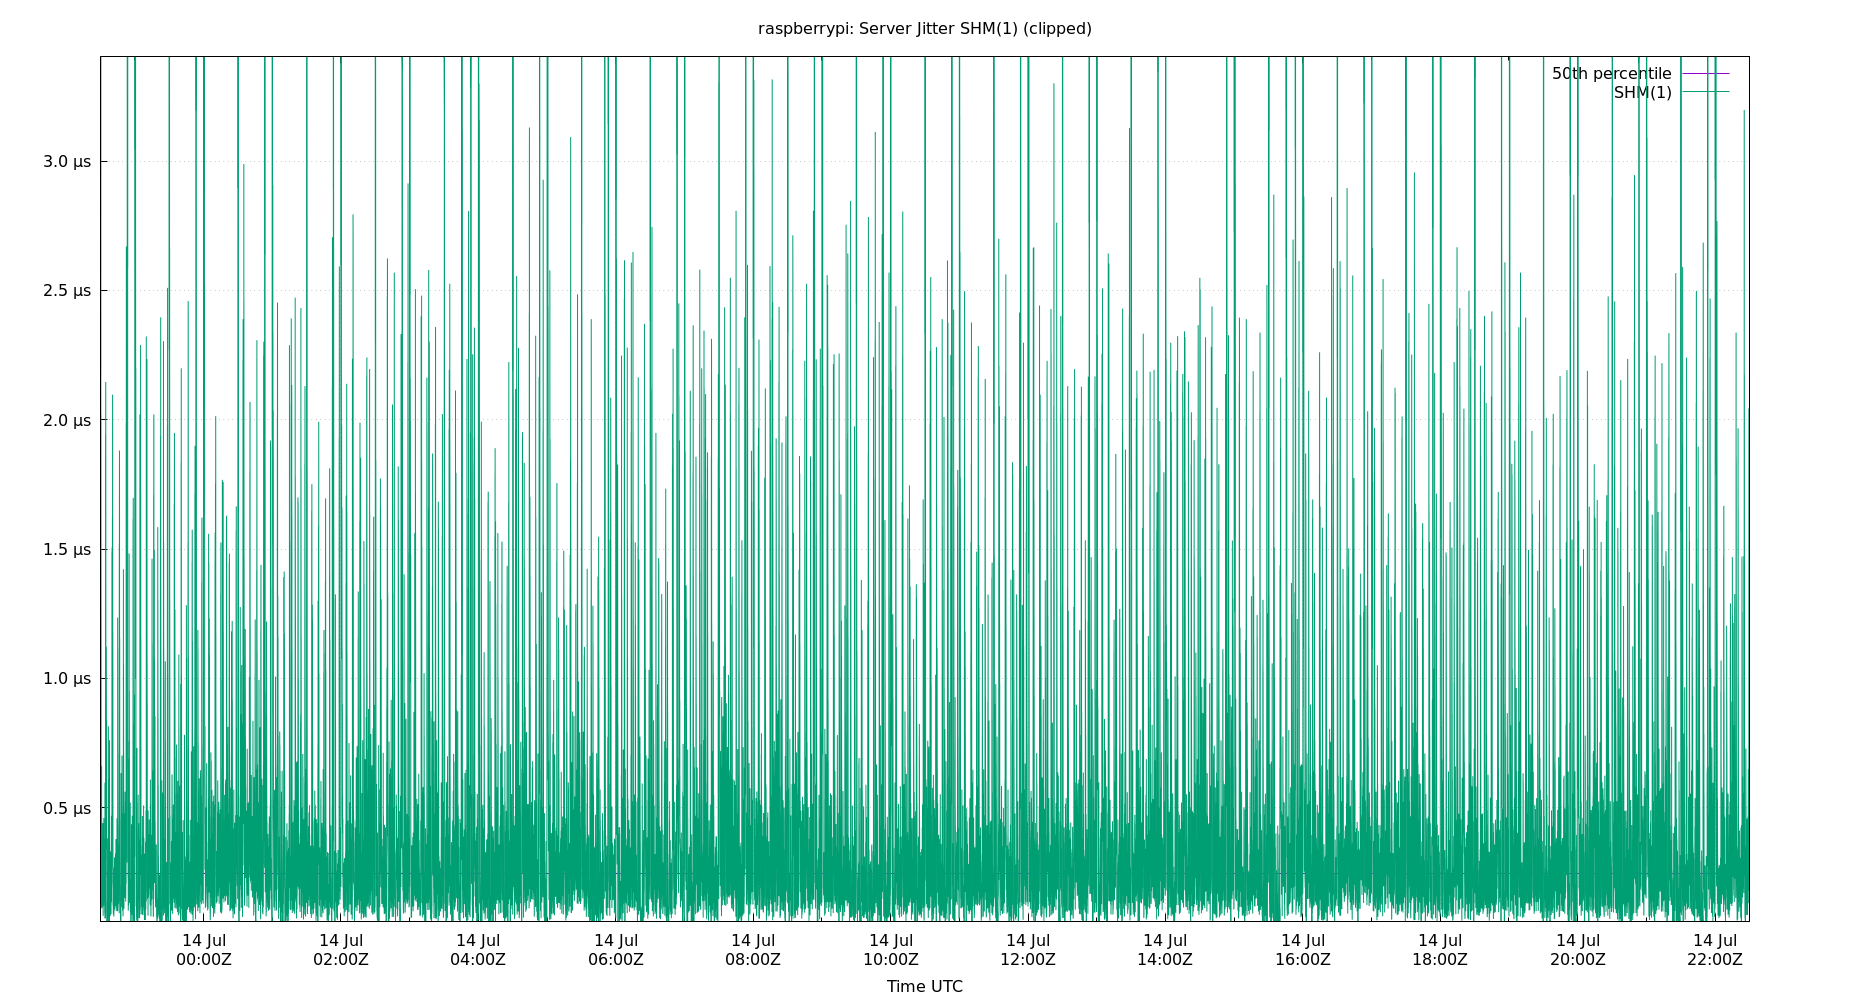 raspberrypi: Server Jitter SHM(1) (clipped)
50th percentile
SHM(1)
3.0 µs
2.5 µs
2.0 µs
1.5 µs
1.0 µs
0.5 µs
14 Jul 14 Jul 14 Jul 14 Jul 14 Jul 14 Jul 14 Jul 14 Jul 14 Jul 14 Jul 14 Jul 14 Jul
00:00Z 02:00Z 04:00Z 06:00Z 08:00Z 10:00Z 12:00Z 14:00Z 16:00Z 18:00Z 20:00Z 22:00Z
Time UTC